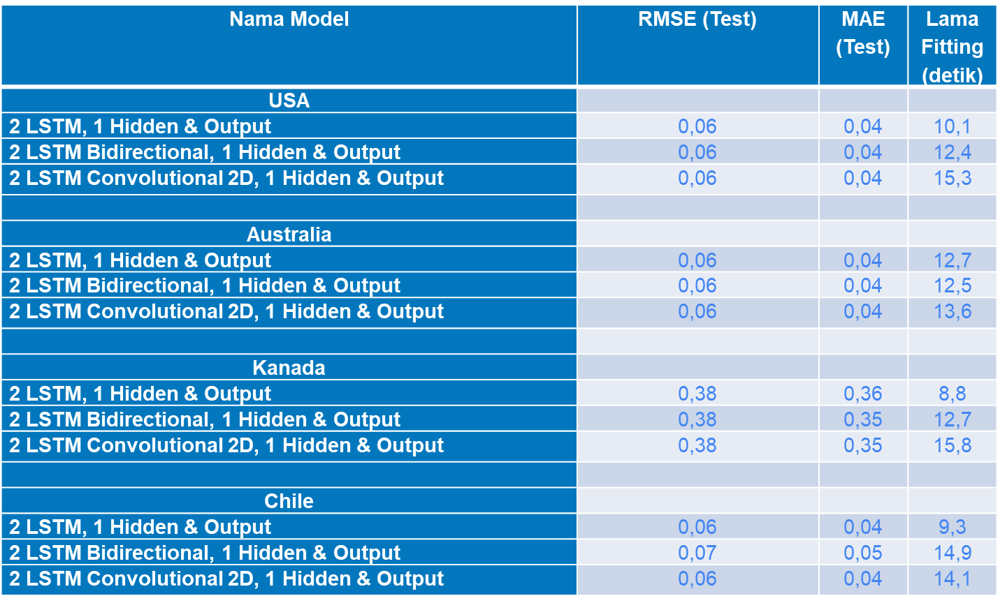 Nama Model RMSE (Test) MAE (Test) Lama Fitting (detik)
USA
2 LSTM, 1 Hidden & Output 0,06 0,04 10,1
2 LSTM Bidirectional, 1 Hidden & Output 0,06 0,04 12,4
2 LSTM Convolutional 2D, 1 Hidden & Output 0,06 0,04 15,3
Australia
2 LSTM, 1 Hidden & Output 0,06 0,04 12,7
2 LSTM Bidirectional, 1 Hidden & Output 0,06 0,04 12,5
2 LSTM Convolutional 2D, 1 Hidden & Output 0,06 0,04 13,6
Kanada
2 LSTM, 1 Hidden & Output 0,38 0,36 8,8
2 LSTM Bidirectional, 1 Hidden & Output 0,38 0,35 12,7
2 LSTM Convolutional 2D, 1 Hidden & Output 0,38 0,35 15,8
Chile
2 LSTM, 1 Hidden & Output 0,06 0,04 9,3
2 LSTM Bidirectional, 1 Hidden & Output 0,07 0,05 14,9
2 LSTM Convolutional 2D, 1 Hidden & Output 0,06 0,04 14,1